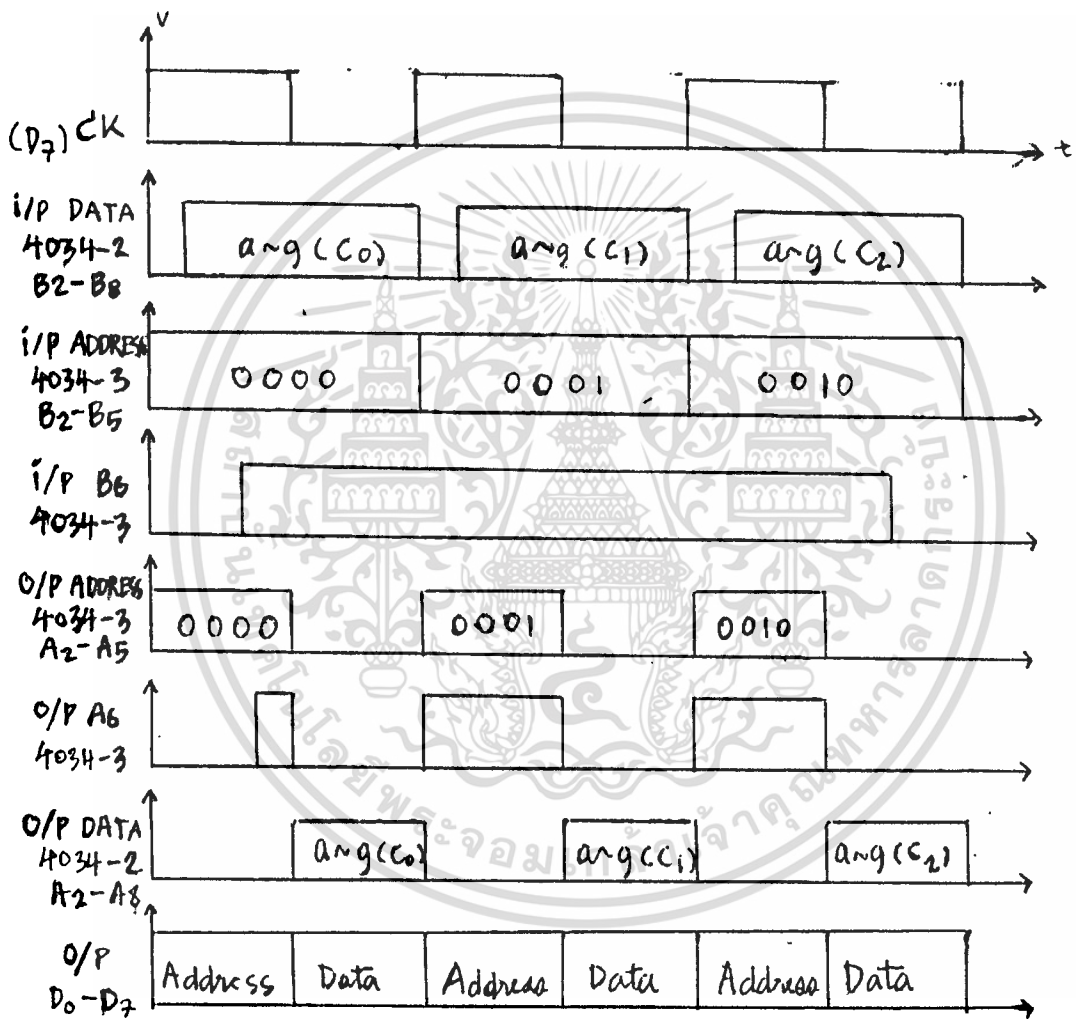 V
(D7) CK
t
i/P DATA
4034-2
B2-B8
a~g (C0)
a~g (C1)
a~g (C2)
i/P ADDRESS
4034-3
B2-B5
0000
0001
0010
i/P B6
4034-3
O/P ADDRESS
4034-3
A2-A5
0000
0001
0010
O/P A6
4034-3
O/P DATA
4034-2
A2-A8
a~g(C0)
a~g(C1)
a~g(C2)
O/P
D0-D7
Address
Data
Address
Data
Address
Data